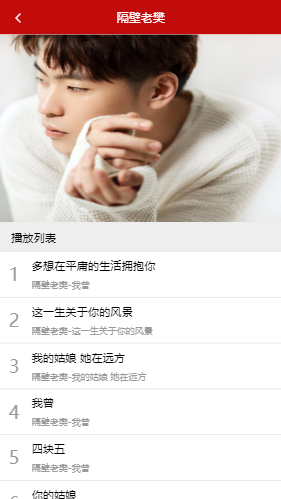 隔壁老樊
播放列表
1
多想在平庸的生活拥抱你
隔壁老樊-我曾
2
这一生关于你的风景
隔壁老樊-这一生关于你的风景
3
我的姑娘 她在远方
隔壁老樊-我的姑娘 她在远方
4
我曾
隔壁老樊-我曾
5
四块五
隔壁老樊-我曾
6
你的姑娘